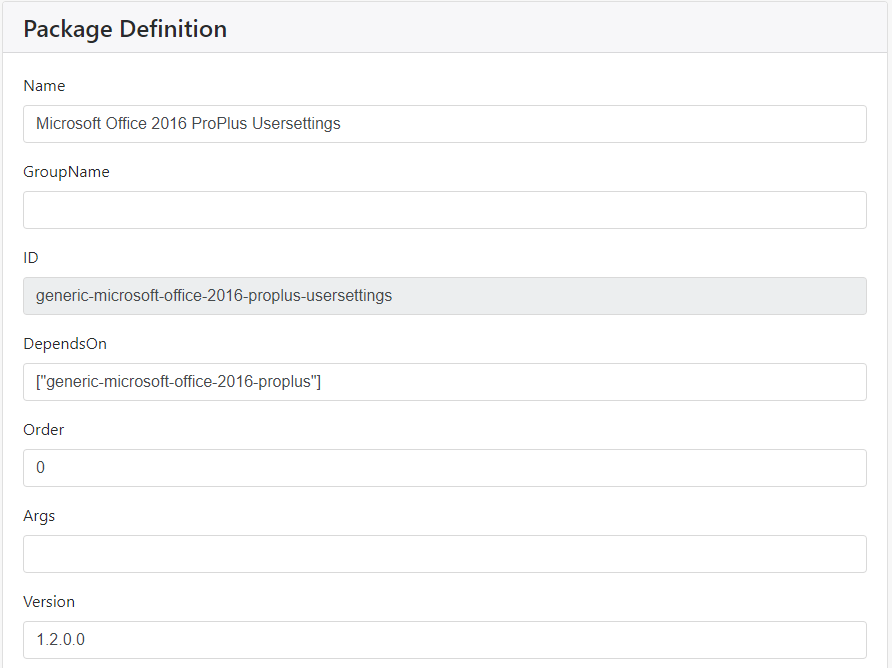 Package Definition
Name
Microsoft Office 2016 ProPlus Usersettings
GroupName
ID
generic-microsoft-office-2016-proplus-usersettings
DependsOn
["generic-microsoft-office-2016-proplus"]
Order
0
Args
Version
1.2.0.0